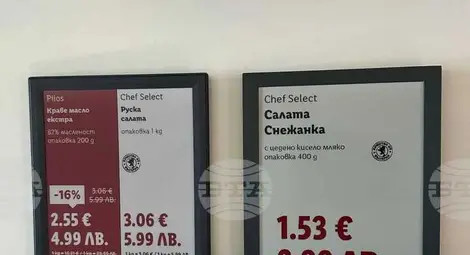 Pilos
Краве масло
екстра
82% масленост
опаковка 200 g
-16%
3.06 €
5.99 ЛВ.
2.55 €
4.99 ЛВ.
Chef Select
Руска
салата
опаковка 1 kg
3.06 €
5.99 ЛВ.
Chef Select
Салата
Снежанка
с цедено кисело мляко
опаковка 400 g
1.53 €